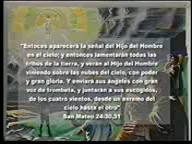 "Entoces aparecerá la señal del Hijo del Hombre
en el cielo; y entonces lamentarán todas las
tribus de la tierra, y verán al Hijo del Hombre
viniendo sobre las nubes del cielo, con poder
y gran gloria. Y enviará sus angelos con gran
voz de trombeta, y juntarán a sus escogidos,
de los cuatro vientos, desde un extremo del
cielo hasta el otro"
San Mateo 24:30,31